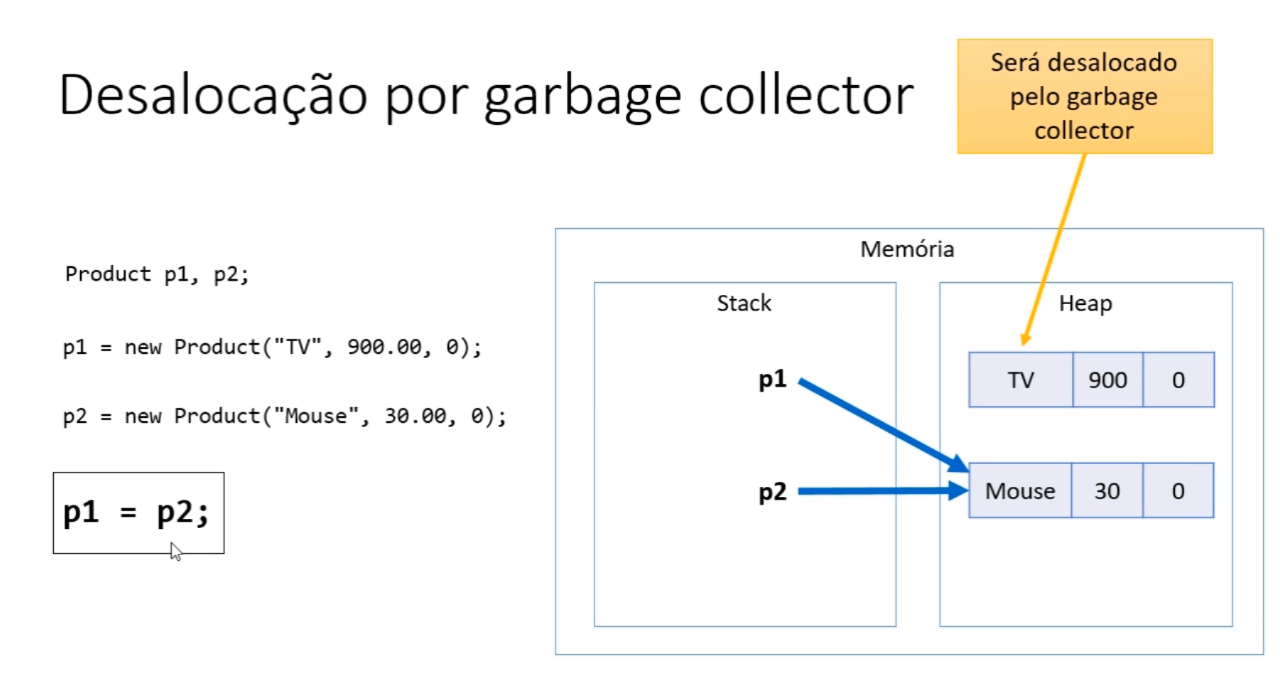 Desalocação por garbage collector
Será desalocado
pelo garbage
collector
Product p1, p2;
p1 = new Product("TV", 900.00, 0);
p2 = new Product("Mouse", 30.00, 0);
p1 = p2;
Memória
Stack
Heap
p1
TV 900 0
p2
Mouse 30 0